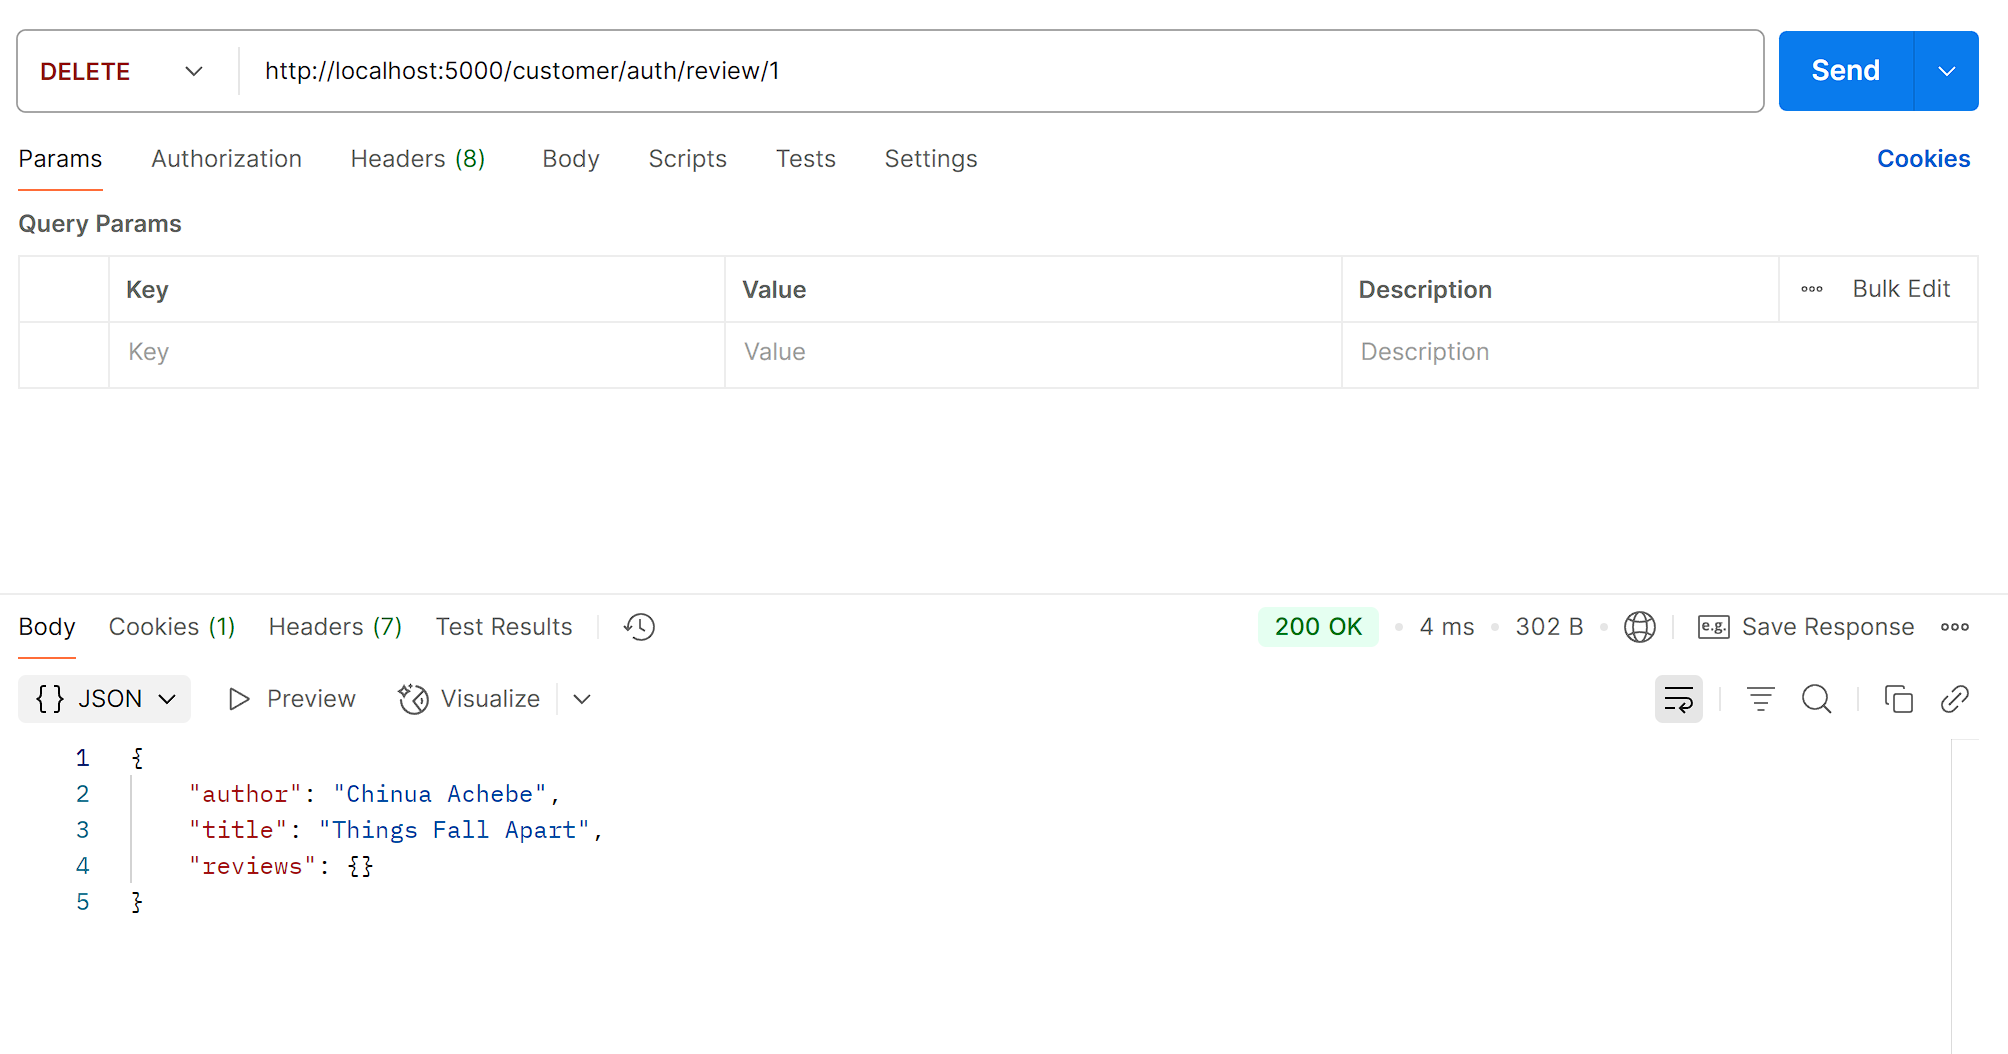 DELETE http://localhost:5000/customer/auth/review/1 Send
Params Authorization Headers (8) Body Scripts Tests Settings Cookies
Query Params
Key Value Description Bulk Edit
Key Value Description
Body Cookies (1) Headers (7) Test Results 200 OK 4 ms 302 B e.g. Save Response
{} JSON Preview Visualize
1 {
2 "author": "Chinua Achebe",
3 "title": "Things Fall Apart",
4 "reviews": {}
5 }